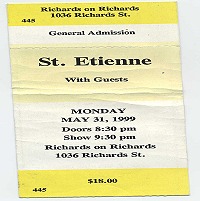 Richards on Richards
1036 Richards St.
445
General Admission
St. Etienne
With Guests
MONDAY
MAY 31, 1999
Doors 8:30 pm
Show 9:30 pm
Richards on Richards
1036 Richards St.
445
$18.00